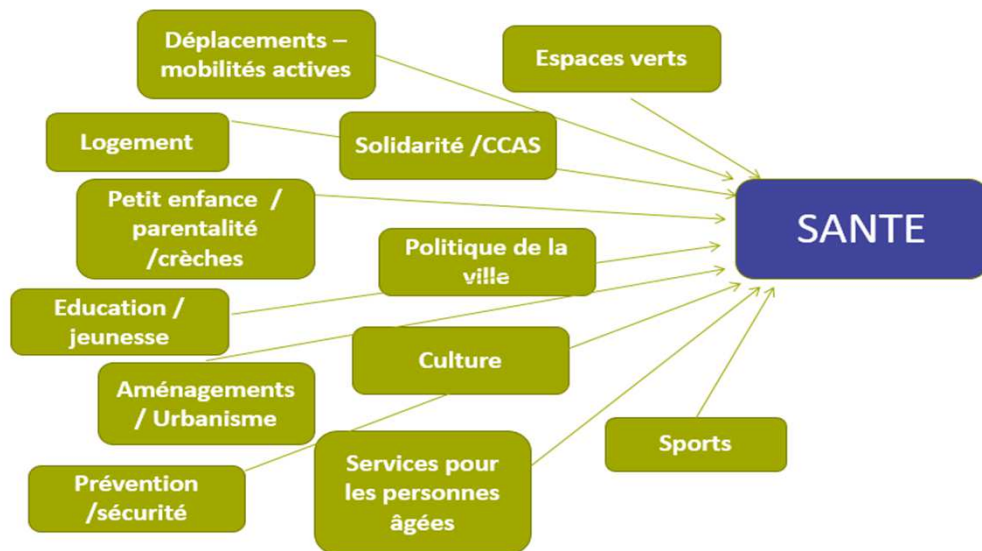 Déplacements –
mobilités actives
Espaces verts
Logement
Solidarité /CCAS
Petit enfance /
parentalité
/crèches
SANTE
Politique de la
ville
Education /
jeunesse
Culture
Aménagements
/ Urbanisme
Sports
Services pour
les personnes
âgées
Prévention
/sécurité